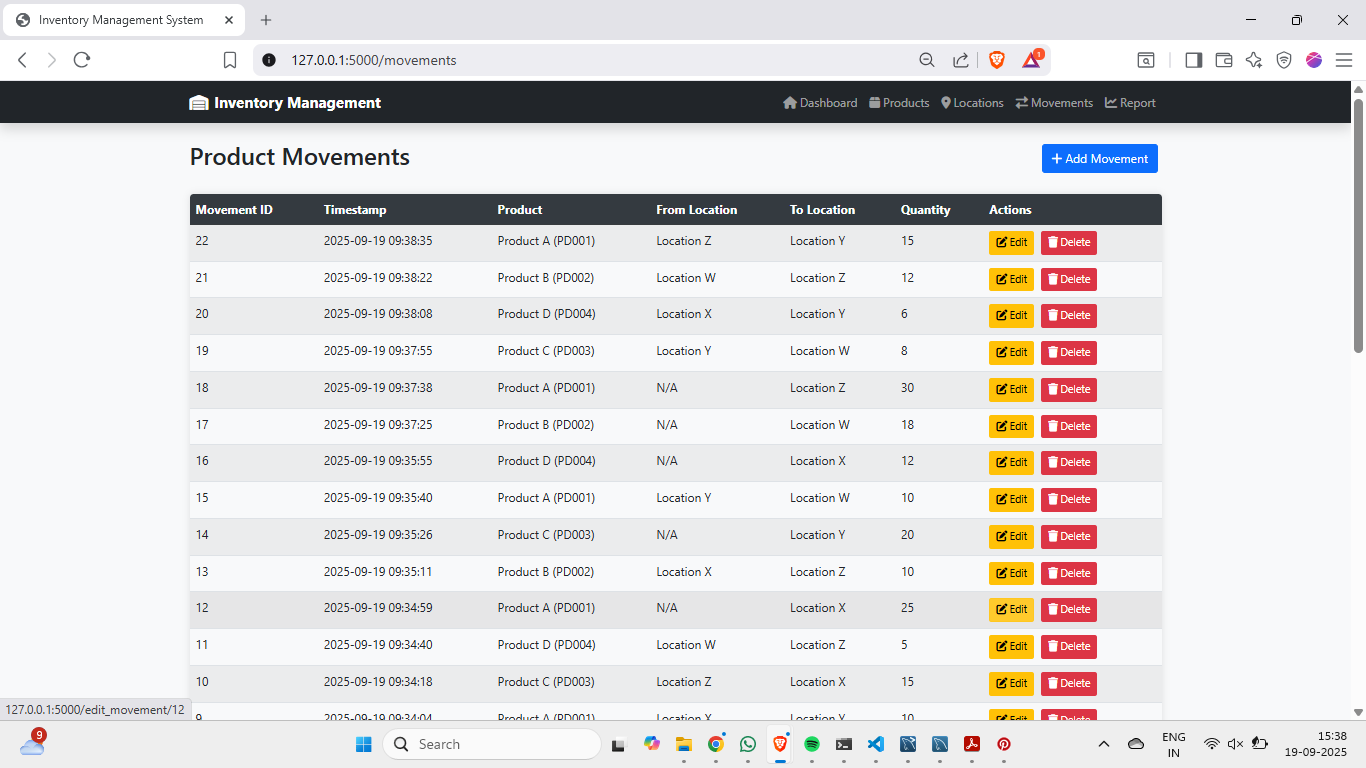 Inventory Management System
127.0.0.1:5000/movements
1
Inventory Management Dashboard Products Locations Movements Report
Product Movements
Add Movement
Movement ID Timestamp Product From Location To Location Quantity Actions
22 2025-09-19 09:38:35 Product A (PD001) Location Z Location Y 15 Edit Delete
21 2025-09-19 09:38:22 Product B (PD002) Location W Location Z 12 Edit Delete
20 2025-09-19 09:38:08 Product D (PD004) Location X Location Y 6 Edit Delete
19 2025-09-19 09:37:55 Product C (PD003) Location Y Location W 8 Edit Delete
18 2025-09-19 09:37:38 Product A (PD001) N/A Location Z 30 Edit Delete
17 2025-09-19 09:37:25 Product B (PD002) N/A Location W 18 Edit Delete
16 2025-09-19 09:35:55 Product D (PD004) N/A Location X 12 Edit Delete
15 2025-09-19 09:35:40 Product A (PD001) Location Y Location W 10 Edit Delete
14 2025-09-19 09:35:26 Product C (PD003) N/A Location Y 20 Edit Delete
13 2025-09-19 09:35:11 Product B (PD002) Location X Location Z 10 Edit Delete
12 2025-09-19 09:34:59 Product A (PD001) N/A Location X 25 Edit Delete
11 2025-09-19 09:34:40 Product D (PD004) Location W Location Z 5 Edit Delete
10 2025-09-19 09:34:18 Product C (PD003) Location Z Location X 15 Edit Delete
9 2025-09-19 09:34:04 Product A (PD001) Location X Location Y 10 Edit Delete
127.0.0.1:5000/edit_movement/12
9
Search
ENG
IN
15:38
19-09-2025